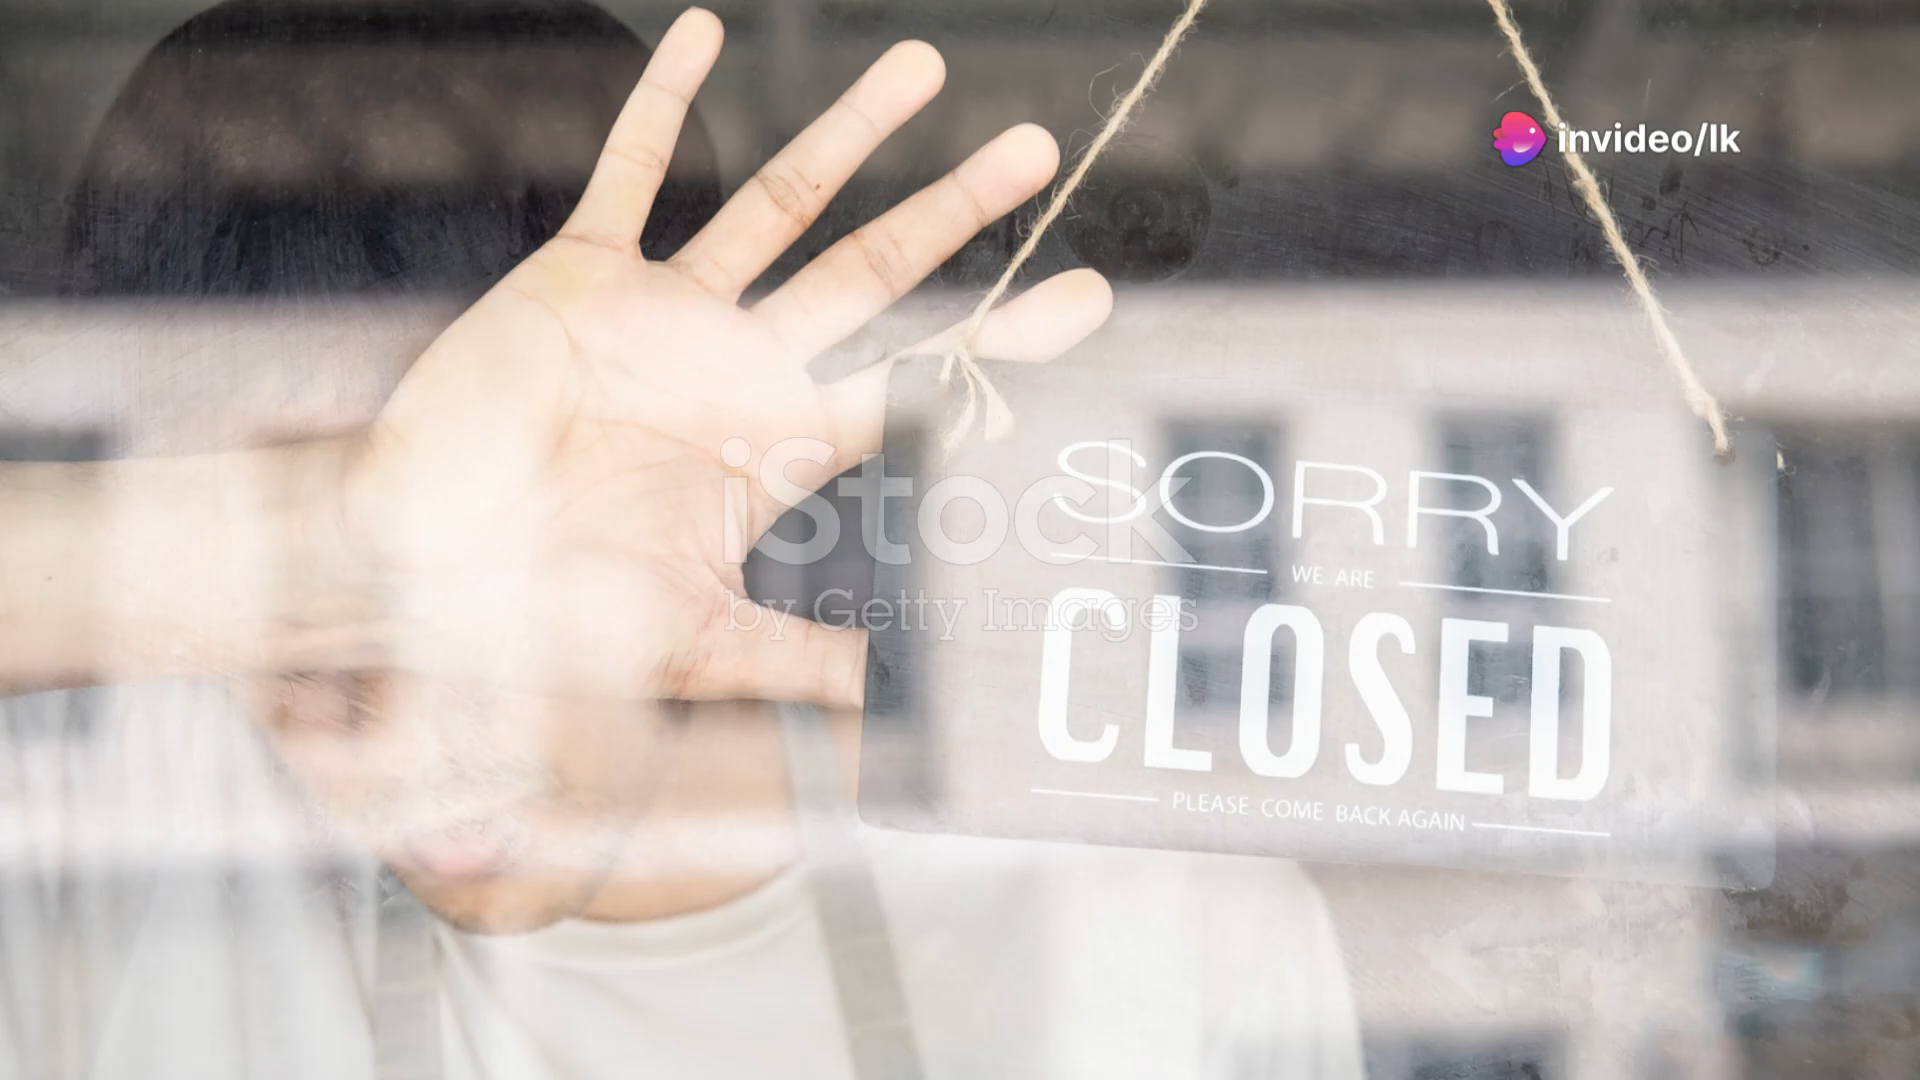 invideo/lk
SORRY
WE ARE
CLOSED
PLEASE COME BACK AGAIN
iStock
by Getty Images